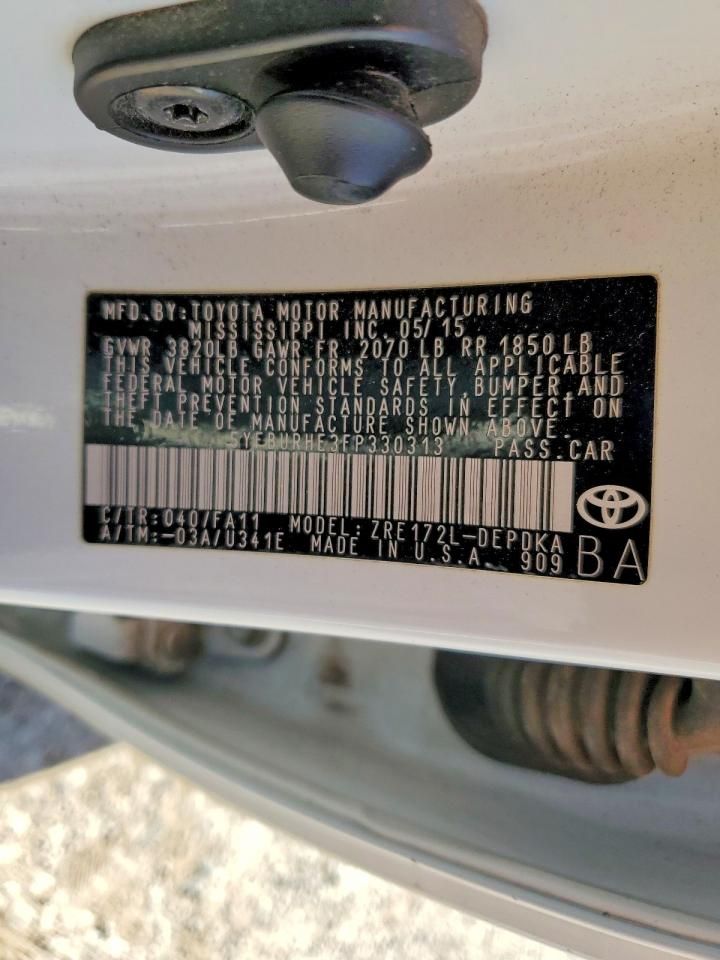 MFD. BY: TOYOTA MOTOR MANUFACTURING
MISSISSIPPI INC. 05/15
GVWR 3820LB GAWR FR. 2070 LB RR 1850 LB
THIS VEHICLE CONFORMS TO ALL APPLICABLE
FEDERAL MOTOR VEHICLE SAFETY, BUMPER, AND
THEFT PREVENTION STANDARDS IN EFFECT ON
THE DATE OF MANUFACTURE SHOWN ABOVE.
5YFBURHE3FP330313 PASS. CAR
C/TR: 040/FA11 MODEL: ZRE172L-DEPDKA
A/TM: -03A/U341E MADE IN U.S.A. 909
BA